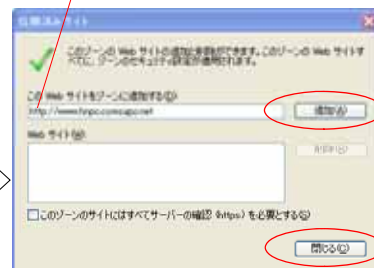 信頼済みサイト
このゾーンの Web サイトの追加と削除ができます。このゾーンの Web サイトす
べてに、ゾーンのセキュリティ設定が適用されます。
この Web サイトをゾーンに追加する(D):
追加(A)
Web サイト(W):
削除(R)
このゾーンのサイトにはすべてサーバーの確認 (https) を必要とする(S)
閉じる(C)